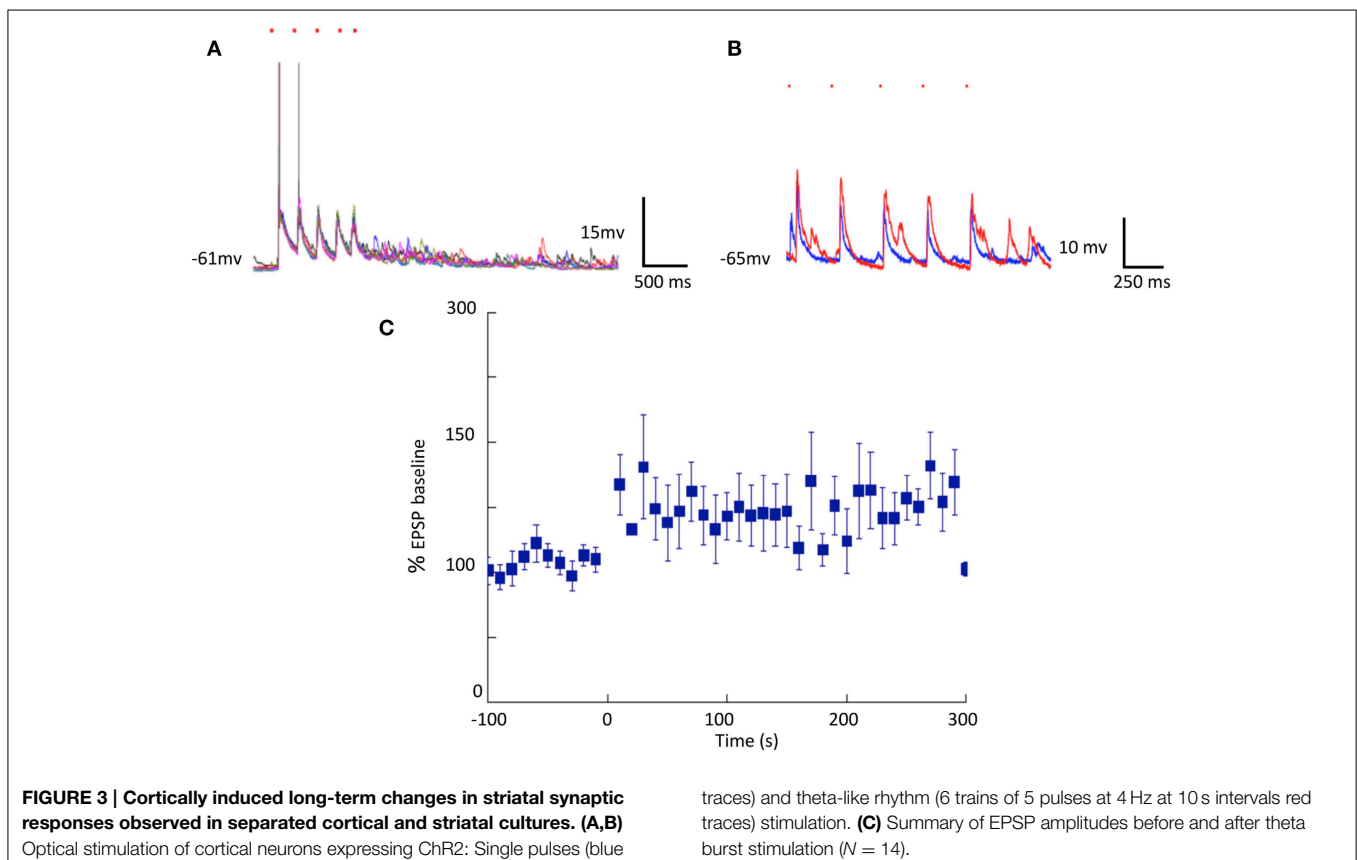 A
B
15mv
-61mv
500 ms
10 mv
-65mv
250 ms
C
300
150
100
0
% EPSP baseline
-100 0 100 200 300
Time (s)
FIGURE 3 | Cortically induced long-term changes in striatal synaptic
responses observed in separated cortical and striatal cultures. (A,B)
Optical stimulation of cortical neurons expressing ChR2: Single pulses (blue
traces) and theta-like rhythm (6 trains of 5 pulses at 4 Hz at 10 s intervals red
traces) stimulation. (C) Summary of EPSP amplitudes before and after theta
burst stimulation (N = 14).